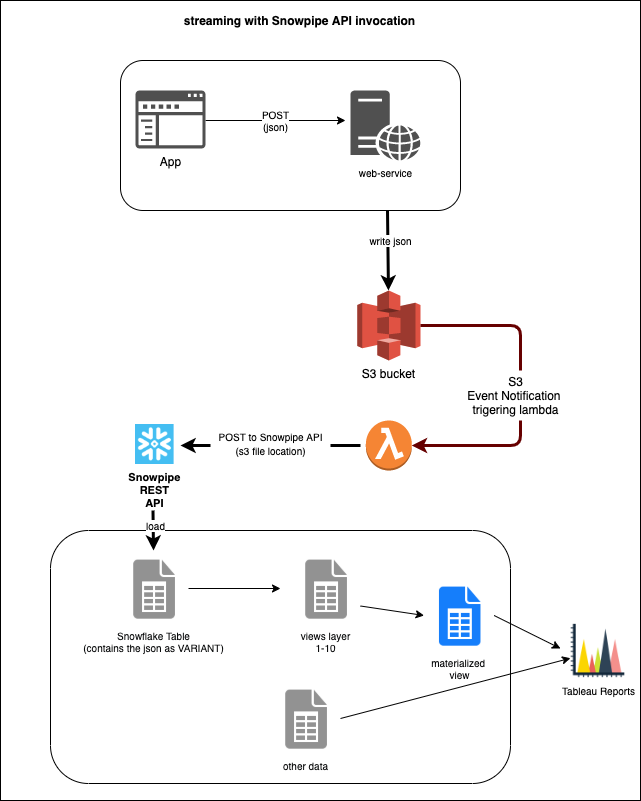 streaming with Snowpipe API invocation
POST
(json)
App
web-service
write json
S3 bucket
S3
Event Notification
trigering lambda
POST to Snowpipe API
(s3 file location)
Snowpipe
REST
API
load
Snowflake Table
(contains the json as VARIANT)
views layer
1-10
materialized
view
Tableau Reports
other data